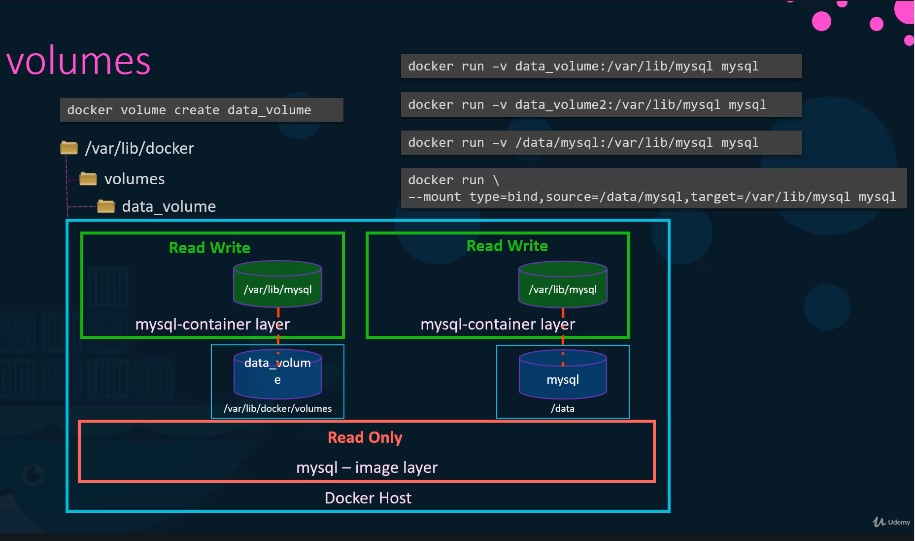 volumes
docker volume create data_volume
/var/lib/docker
volumes
data_volume
docker run –v data_volume:/var/lib/mysql mysql
docker run –v data_volume2:/var/lib/mysql mysql
docker run –v /data/mysql:/var/lib/mysql mysql
docker run \
--mount type=bind,source=/data/mysql,target=/var/lib/mysql mysql
Read Write
/var/lib/mysql
mysql-container layer
data_volum
e
/var/lib/docker/volumes
Read Write
/var/lib/mysql
mysql-container layer
mysql
/data
Read Only
mysql – image layer
Docker Host
Udemy